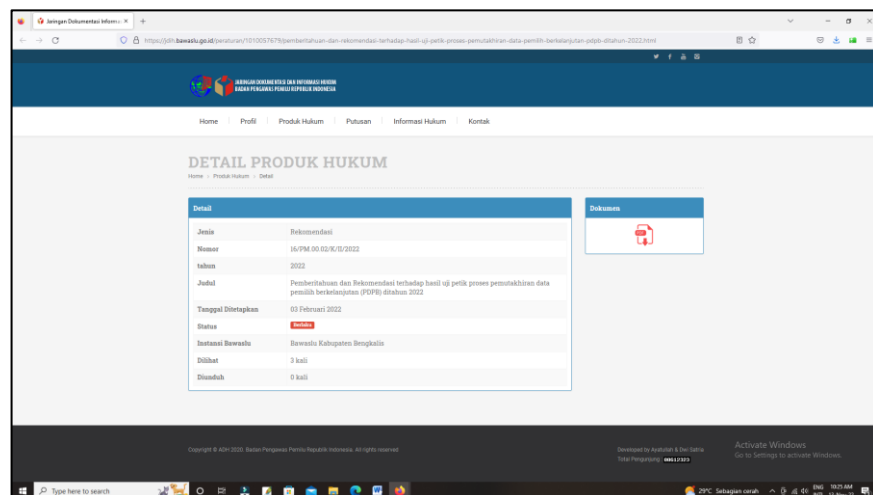 Jaringan Dokumentasi Inform
https://jdih.bawaslu.go.id/peraturan/1010057679/pemberitahuan-dan-rekomendasi-terhadap-hasil-uji-petik-proses-pemutakhiran-data-pemilih-berkelanjutan-pdpb-ditahun-2022.html
JARINGAN DOKUMENTASI DAN INFORMASI HUKUM
BADAN PENGAWAS PEMILU REPUBLIK INDONESIA
Home Profil Produk Hukum Putusan Informasi Hukum Kontak
DETAIL PRODUK HUKUM
Home > Produk Hukum > Detail
Detail
Jenis Rekomendasi
Nomor 16/PM.00.02/K/II/2022
tahun 2022
Judul Pemberitahuan dan Rekomendasi terhadap hasil uji petik proses pemutakhiran data
pemilih berkelanjutan (PDPB) ditahun 2022
Tanggal Ditetapkan 03 Februari 2022
Status Berlaku
Instansi Bawaslu Bawaslu Kabupaten Bengkalis
Dilihat 3 kali
Diunduh 0 kali
Dokumen
Copyright © ADH 2020. Badan Pengawas Pemilu Republik Indonesia. All rights reserved
Developed by Ayatullah & Dwi Satria
Total Pengunjung:
Activate Windows
Go to Settings to activate Windows.
Type here to search
29°C Sebagian cerah
ENG 10:25 AM